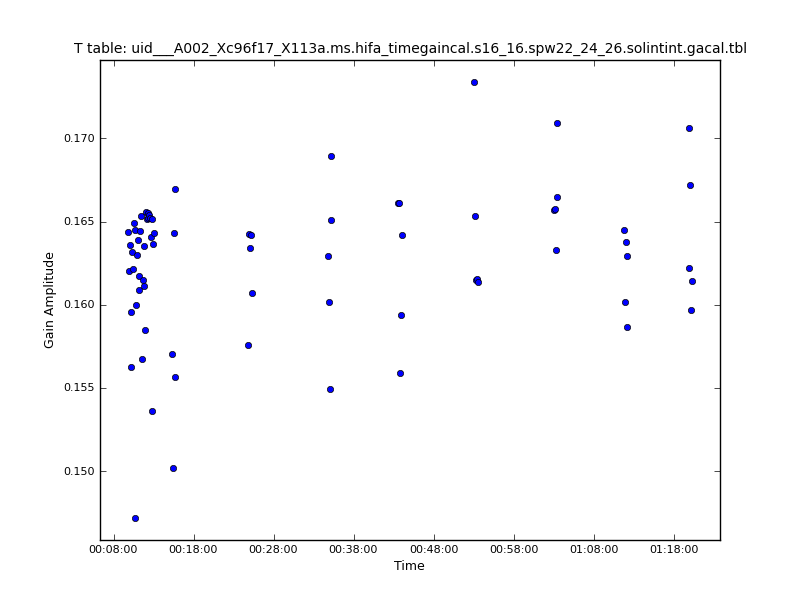 T table: uid___A002_Xc96f17_X113a.ms.hifa_timegaincal.s16_16.spw22_24_26.solintint.gacal.tbl
0.170
0.165
0.160
0.155
0.150
Gain Amplitude
00:08:00 00:18:00 00:28:00 00:38:00 00:48:00 00:58:00 01:08:00 01:18:00
Time